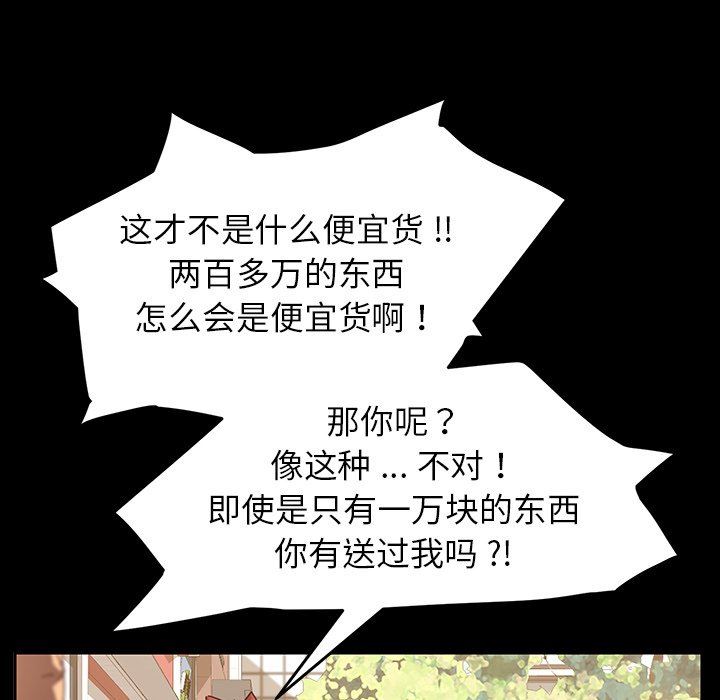 这才不是什么便宜货!!
两百多万的东西
怎么会是便宜货啊！
那你呢？
像这种...不对！
即使是只有一万块的东西
你有送过我吗?!